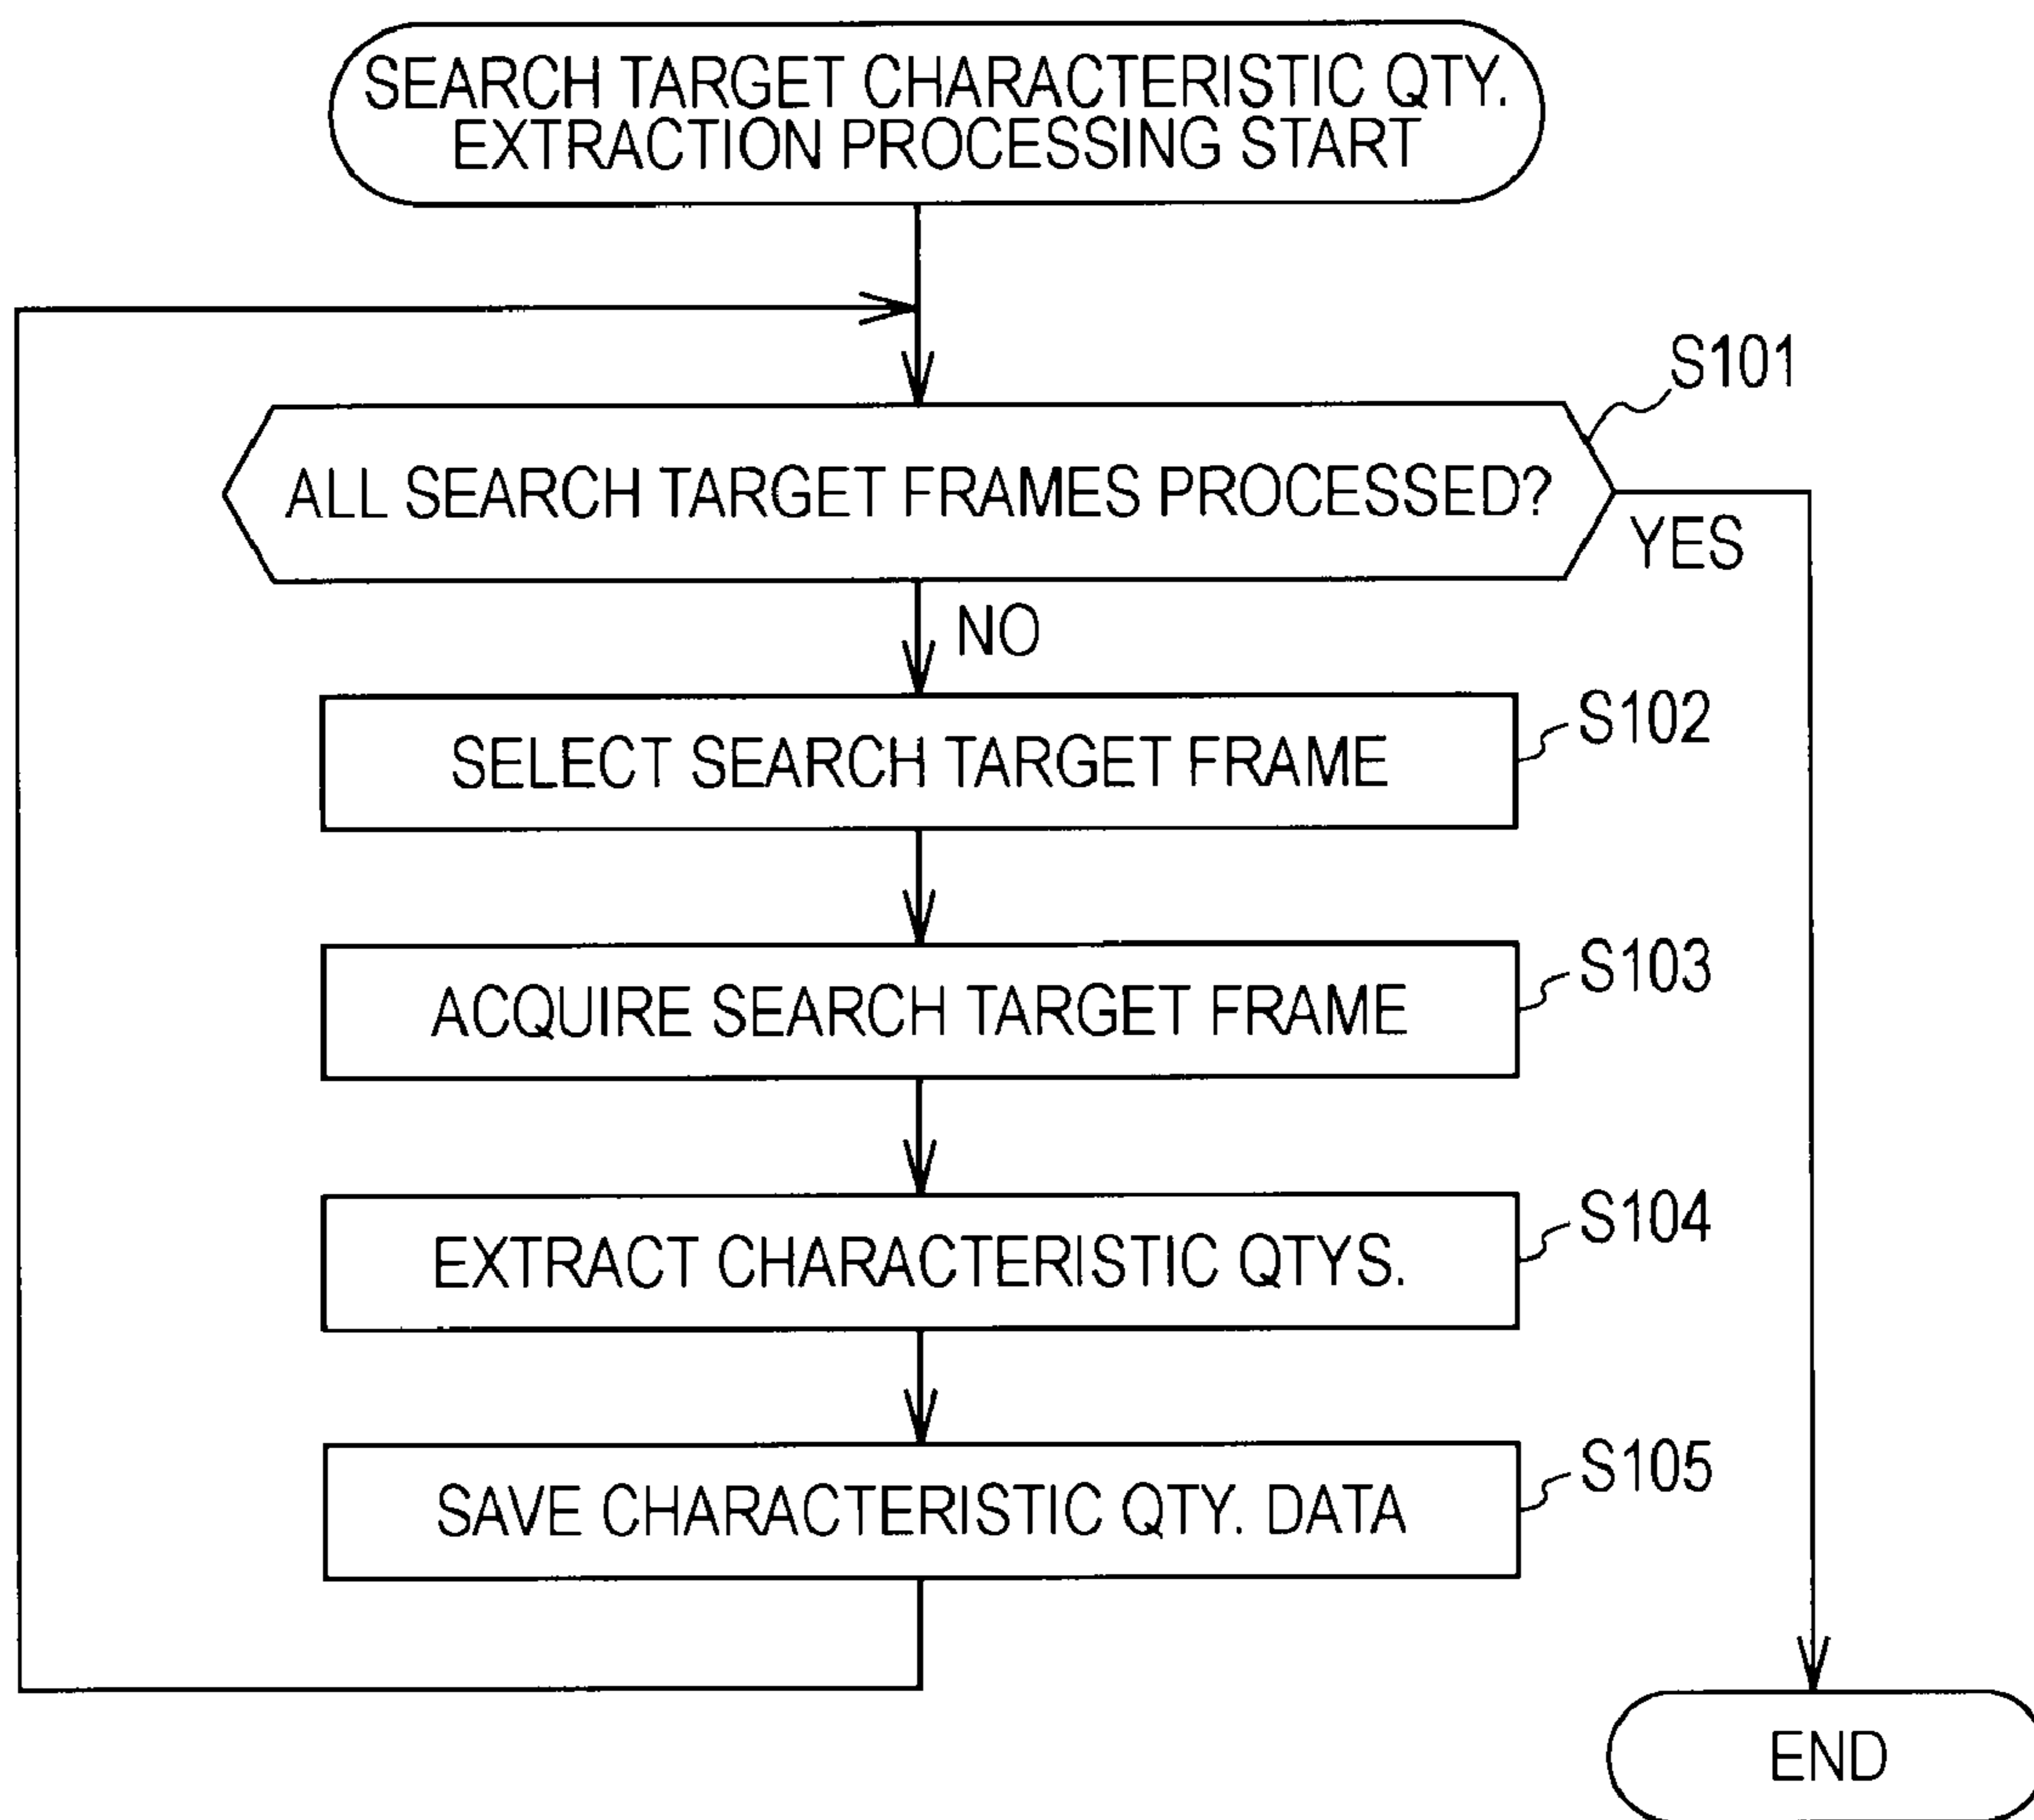 SEARCH TARGET CHARACTERISTIC QTY.
EXTRACTION PROCESSING START
S101
ALL SEARCH TARGET FRAMES PROCESSED?
YES
NO
S102
SELECT SEARCH TARGET FRAME
S103
ACQUIRE SEARCH TARGET FRAME
S104
EXTRACT CHARACTERISTIC QTYS.
S105
SAVE CHARACTERISTIC QTY. DATA
END